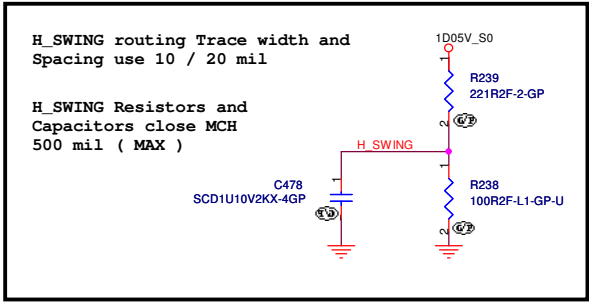 H_SWING routing Trace width and
Spacing use 10 / 20 mil
H_SWING Resistors and
Capacitors close MCH
500 mil ( MAX )
1D05V_S0
1
R239
221R2F-2-GP
2
G/P
H_SWING
1
R238
100R2F-L1-GP-U
2
G/P
1
C478
SCD1U10V2KX-4GP
2